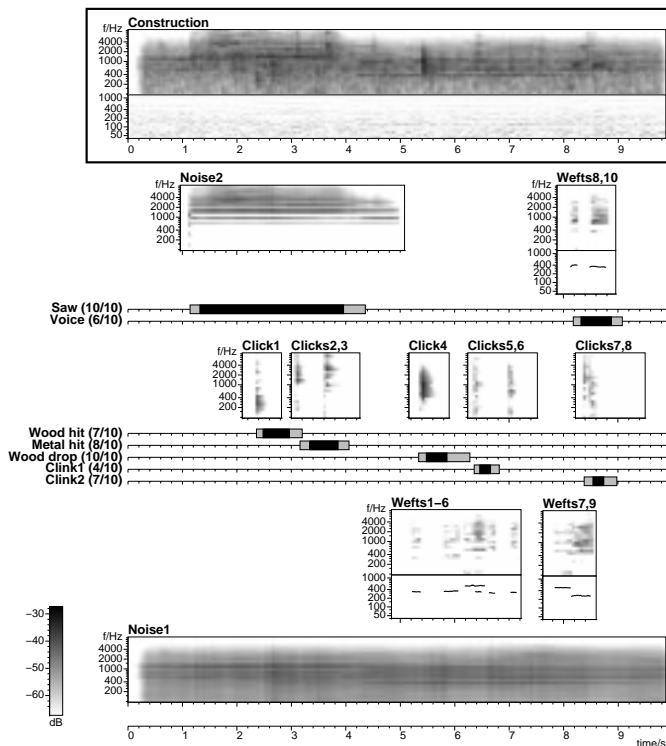 Construction
f/Hz
4000
2000
1000
400
200
1000
400
200
100
50
0 1 2 3 4 5 6 7 8 9
Noise2
f/Hz
4000
2000
1000
400
200
Wefts8,10
f/Hz
4000
2000
1000
400
200
1000
400
200
100
50
Saw (10/10)
Voice (6/10)
Click1 Clicks2,3 Click4 Clicks5,6 Clicks7,8
f/Hz
4000
2000
1000
400
200
Wood hit (7/10)
Metal hit (8/10)
Wood drop (10/10)
Clink1 (4/10)
Clink2 (7/10)
Wefts1−6 Wefts7,9
f/Hz
4000
2000
1000
400
200
1000
400
200
100
50
−30
−40
−50
−60
dB
Noise1
f/Hz
4000
2000
1000
400
200
0 1 2 3 4 5 6 7 8 9
time/s